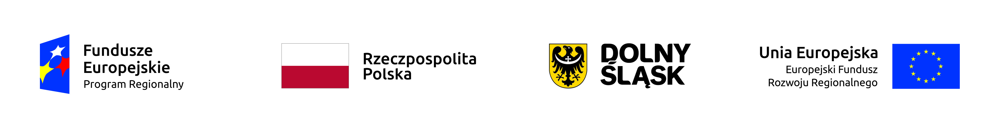 Fundusze
Europejskie
Program Regionalny
Rzeczpospolita
Polska
DOLNY
ŚLĄSK
Unia Europejska
Europejski Fundusz
Rozwoju Regionalnego